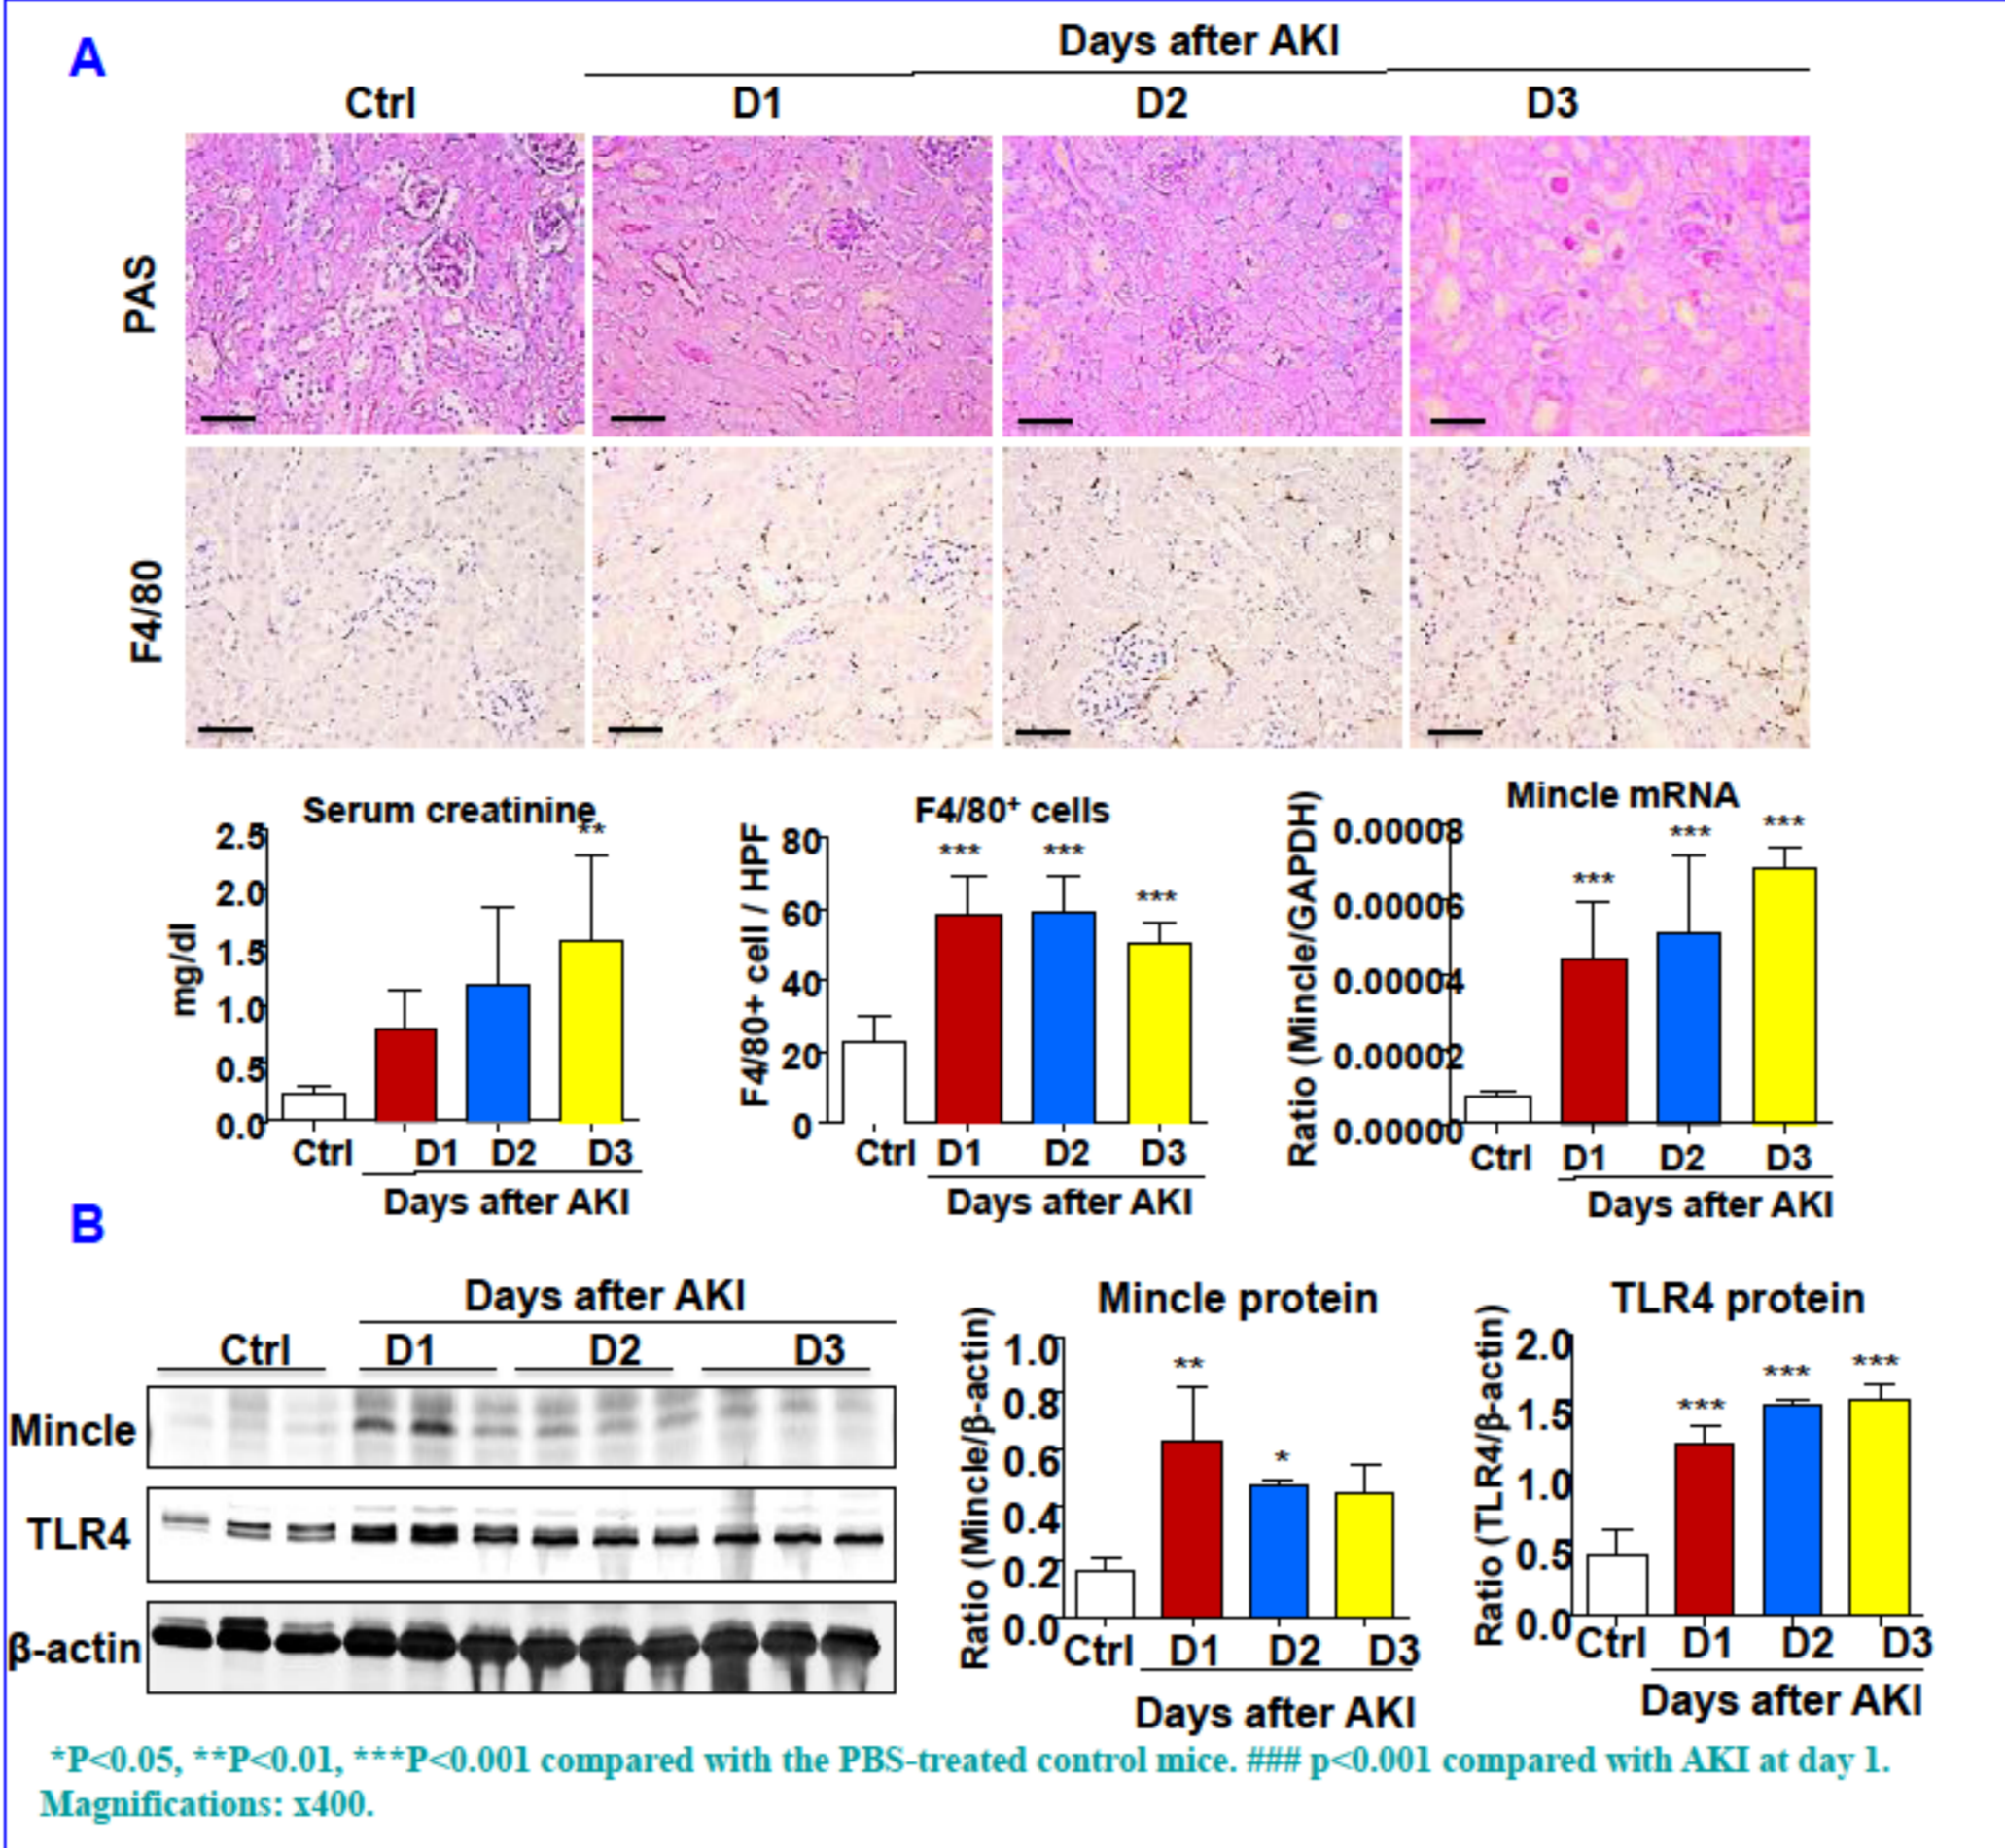 A
Days after AKI
Ctrl D1 D2 D3
PAS
F4/80
Serum creatinine
**
2.5
2.0
1.5
1.0
0.5
0.0
mg/dl
Ctrl D1 D2 D3
Days after AKI
F4/80+ cells
*** *** ***
80
60
40
20
0
F4/80+ cell / HPF
Ctrl D1 D2 D3
Days after AKI
Mincle mRNA
*** *** ***
0.00008
0.00006
0.00004
0.00002
0.00000
Ratio (Mincle/GAPDH)
Ctrl D1 D2 D3
Days after AKI
B
Days after AKI
Ctrl D1 D2 D3
Mincle
TLR4
β-actin
Mincle protein
** *
1.0
0.8
0.6
0.4
0.2
0.0
Ratio (Mincle/β-actin)
Ctrl D1 D2 D3
Days after AKI
TLR4 protein
*** *** ***
2.0
1.5
1.0
0.5
0.0
Ratio (TLR4/β-actin)
Ctrl D1 D2 D3
Days after AKI
*P<0.05, **P<0.01, ***P<0.001 compared with the PBS-treated control mice. ### p<0.001 compared with AKI at day 1.
Magnifications: x400.